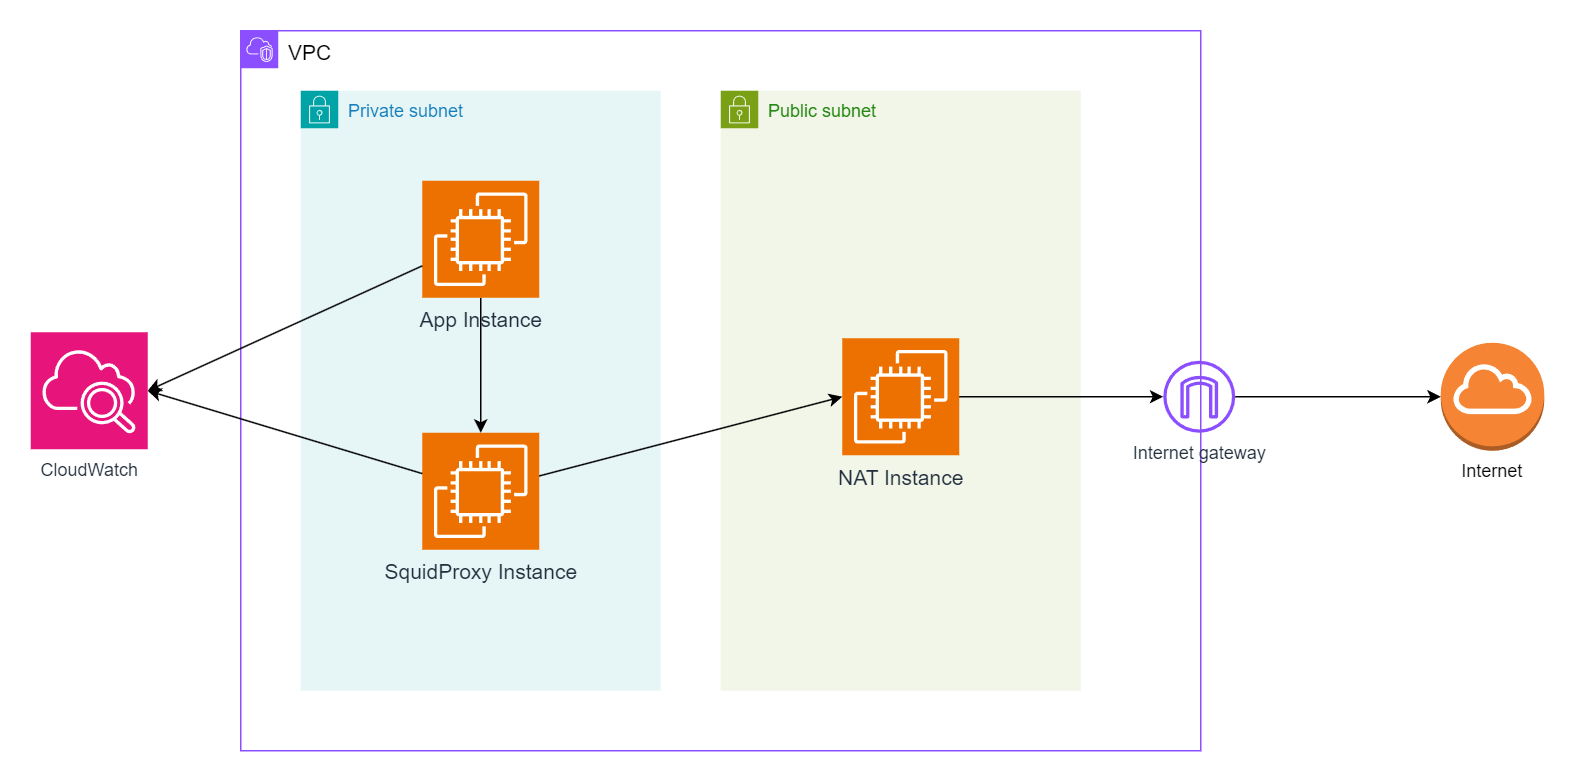 VPC
Private subnet
Public subnet
App Instance
CloudWatch
SquidProxy Instance
NAT Instance
Internet gateway
Internet